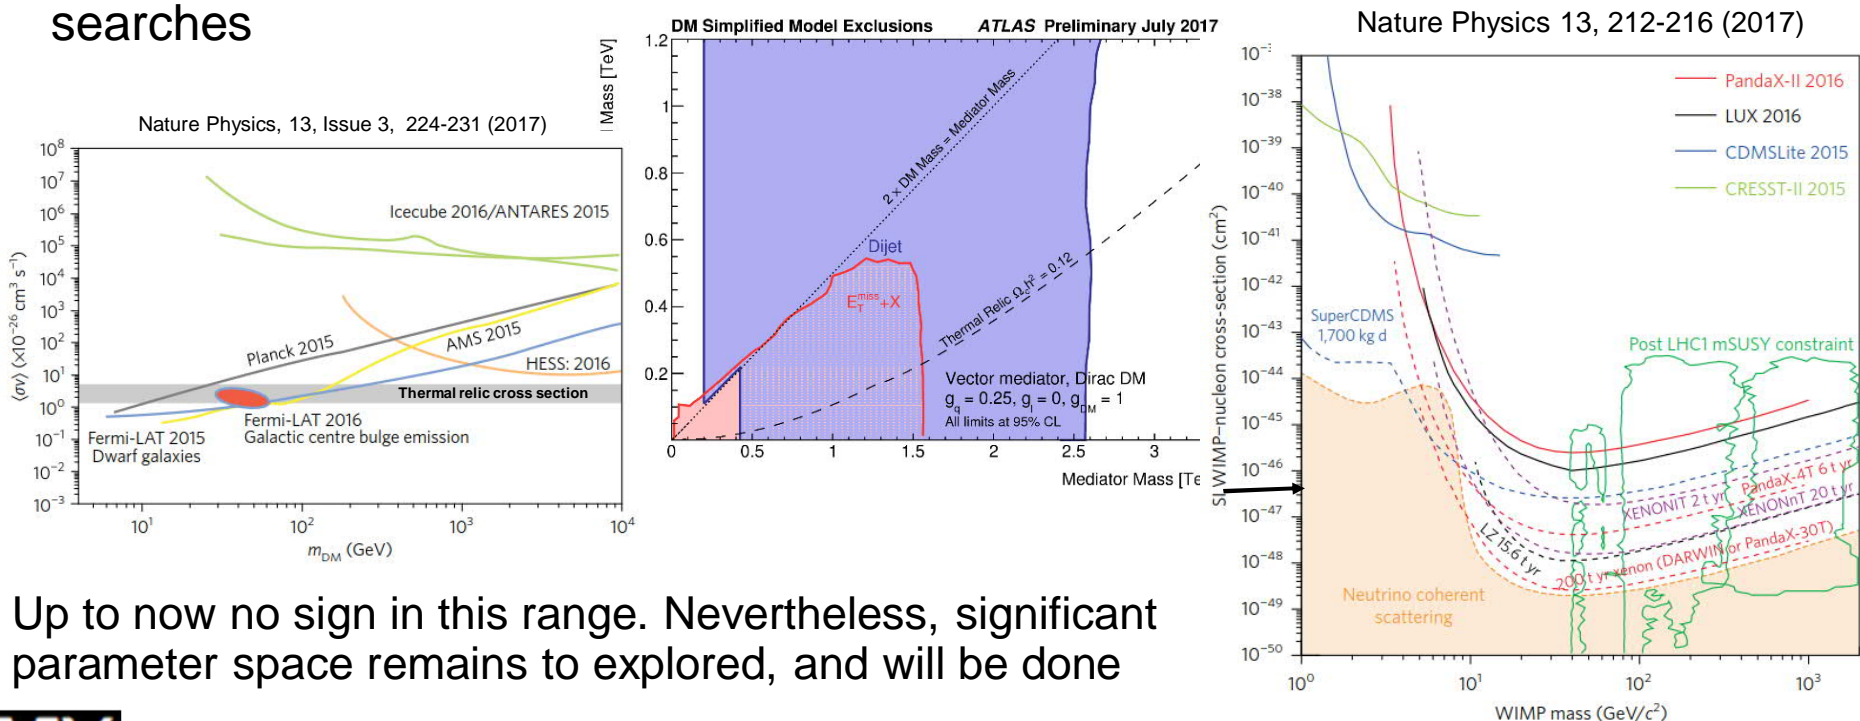 searches
Nature Physics, 13, Issue 3, 224-231 (2017)
10⁸
10⁷
10⁶
10⁵
10⁴
10³
10²
10¹
10⁰
10⁻¹
10⁻²
10⁻³
⟨σv⟩ (×10⁻²⁶ cm³ s⁻¹)
Icecube 2016/ANTARES 2015
Planck 2015
AMS 2015
HESS: 2016
Thermal relic cross section
Fermi-LAT 2015
Dwarf galaxies
Fermi-LAT 2016
Galactic centre bulge emission
10¹ 10² 10³ 10⁴
m_DM (GeV)
DM Simplified Model Exclusions ATLAS Preliminary July 2017
Mass [TeV]
1.2
1
0.8
0.6
0.4
0.2
2 × DM Mass = Mediator Mass
Dijet
E_T^miss+X
Thermal Relic Ω_c h² = 0.12
Vector mediator, Dirac DM
g_q = 0.25, g_l = 0, g_DM = 1
All limits at 95% CL
0 0.5 1 1.5 2 2.5 3
Mediator Mass [Te
Nature Physics 13, 212-216 (2017)
10⁻³⁸
10⁻³⁹
10⁻⁴⁰
10⁻⁴¹
10⁻⁴²
10⁻⁴³
10⁻⁴⁴
10⁻⁴⁵
10⁻⁴⁶
10⁻⁴⁷
10⁻⁴⁸
10⁻⁴⁹
10⁻⁵⁰
SI WIMP–nucleon cross-section (cm²)
PandaX-II 2016
LUX 2016
CDMSLite 2015
CRESST-II 2015
SuperCDMS
1,700 kg d
Post LHC1 mSUSY constraint
PandaX-4T 6 t yr
XENON1T 2 t yr
XENONnT 20 t yr
LZ 15.6 t yr
200 t yr xenon (DARWIN or PandaX-30T)
Neutrino coherent
scattering
10⁰ 10¹ 10² 10³
WIMP mass (GeV/c²)
Up to now no sign in this range. Nevertheless, significant
parameter space remains to explored, and will be done